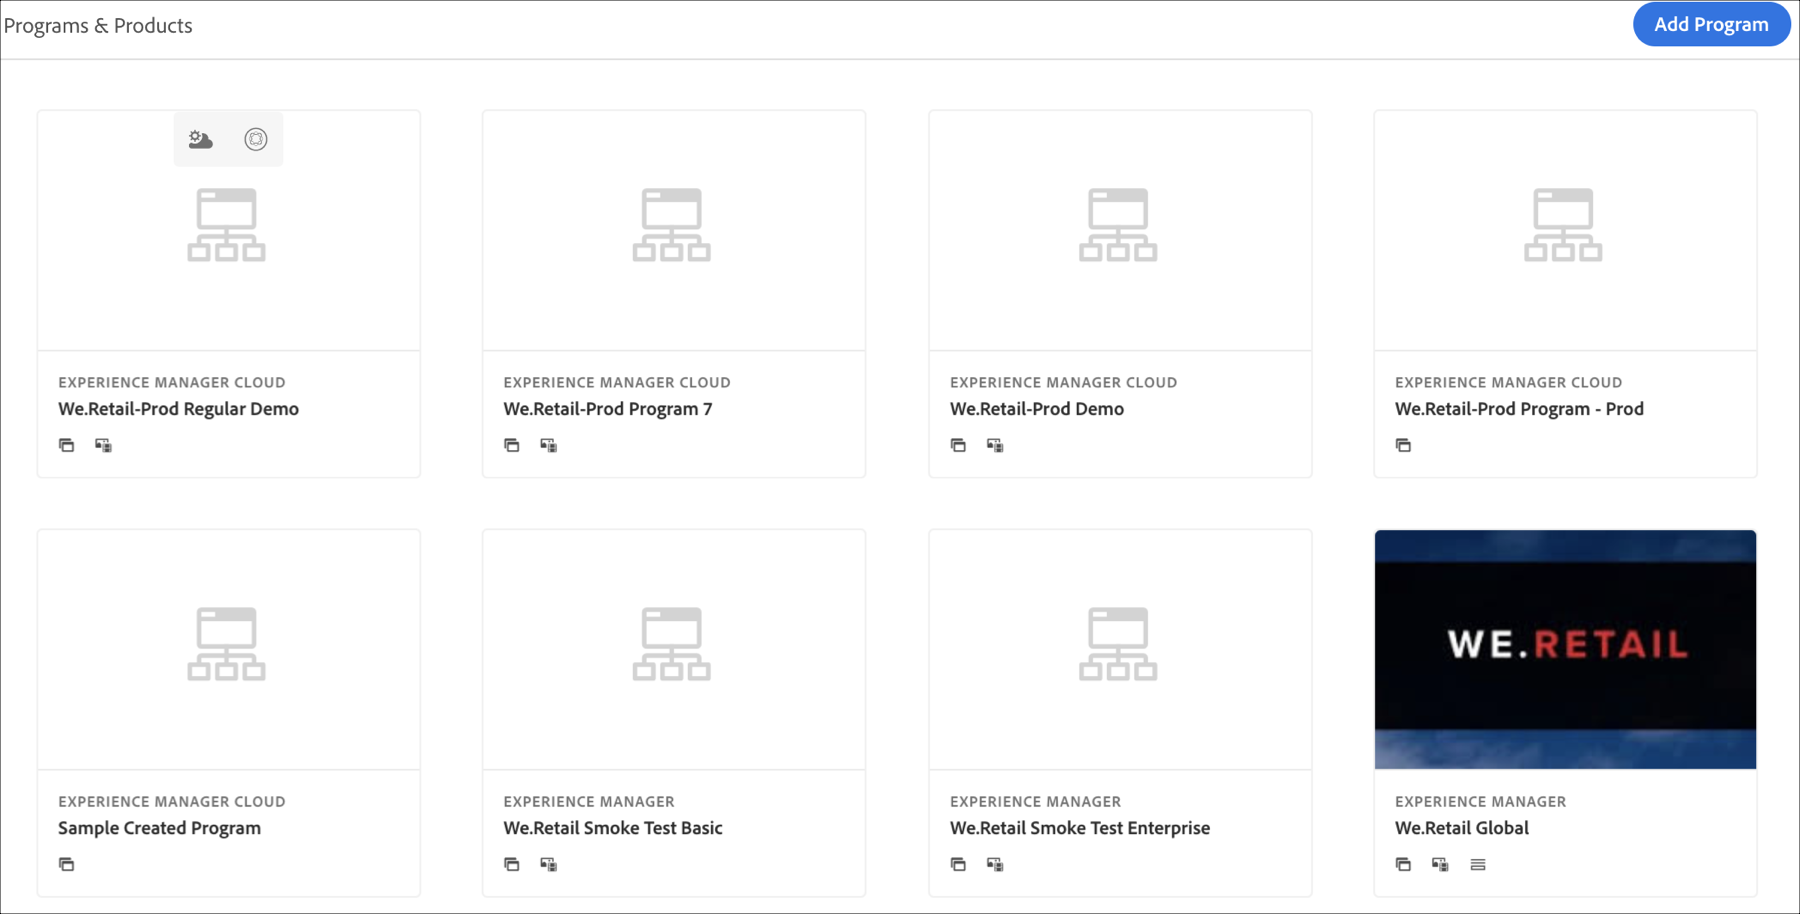 Programs & Products
Add Program
EXPERIENCE MANAGER CLOUD
We.Retail-Prod Regular Demo
EXPERIENCE MANAGER CLOUD
We.Retail-Prod Program 7
EXPERIENCE MANAGER CLOUD
We.Retail-Prod Demo
EXPERIENCE MANAGER CLOUD
We.Retail-Prod Program - Prod
EXPERIENCE MANAGER CLOUD
Sample Created Program
EXPERIENCE MANAGER
We.Retail Smoke Test Basic
EXPERIENCE MANAGER
We.Retail Smoke Test Enterprise
WE.RETAIL
EXPERIENCE MANAGER
We.Retail Global